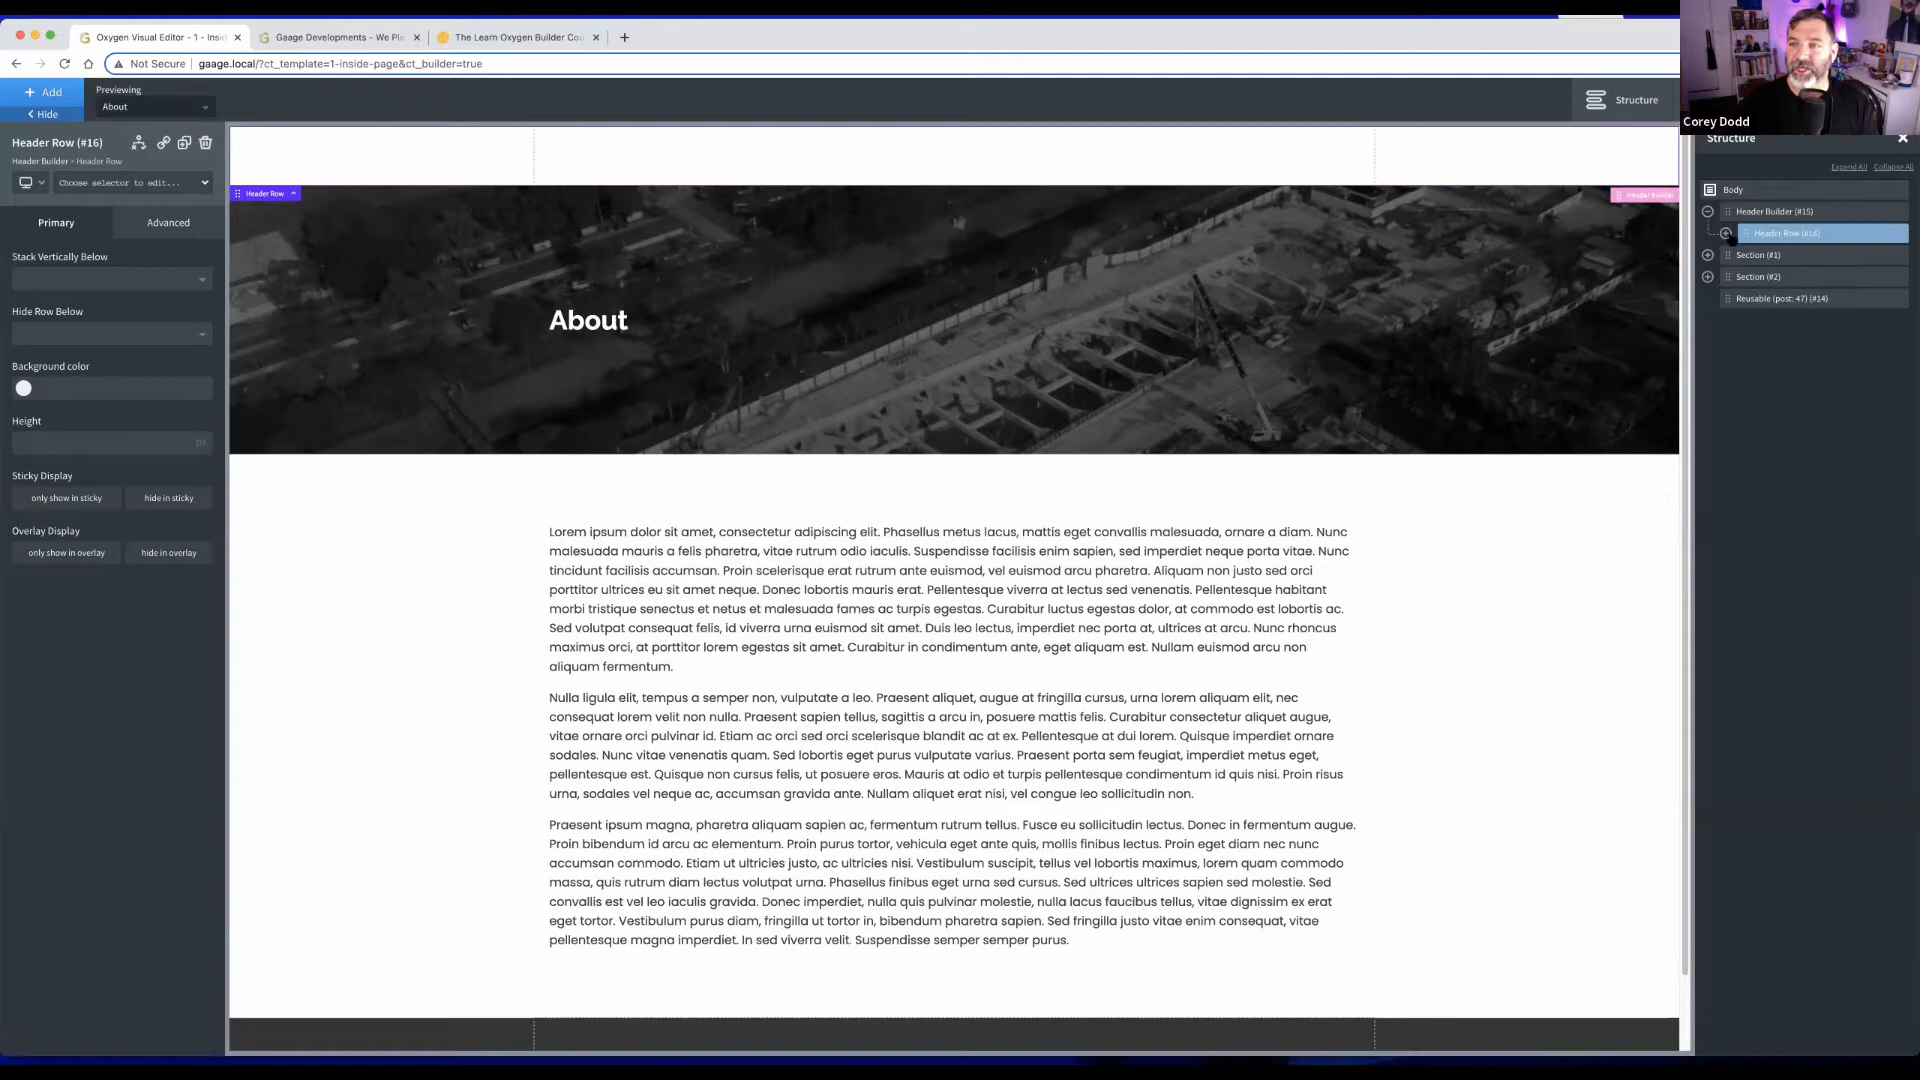 Oxygen Visual Editor - 1 - Insi
Gaage Developments – We Pla
The Learn Oxygen Builder Cou
Not Secure
gaage.local/?ct_template=1-inside-page&ct_builder=true
Corey Dodd
Add
Hide
Previewing
About
Structure
Structure
Expand All
Collapse All
Header Row (#16)
Header Builder > Header Row
Choose selector to edit...
Primary
Advanced
Stack Vertically Below
Hide Row Below
Background color
Height
px
Sticky Display
only show in sticky
hide in sticky
Overlay Display
only show in overlay
hide in overlay
Header Row
Header Builder
About
Lorem ipsum dolor sit amet, consectetur adipiscing elit. Phasellus metus lacus, mattis eget convallis malesuada, ornare a diam. Nunc
malesuada mauris a felis pharetra, vitae rutrum odio iaculis. Suspendisse facilisis enim sapien, sed imperdiet neque porta vitae. Nunc
tincidunt facilisis accumsan. Proin scelerisque erat rutrum ante euismod, vel euismod arcu pharetra. Aliquam non justo sed orci
porttitor ultrices eu sit amet neque. Donec lobortis mauris erat. Pellentesque viverra at lectus sed venenatis. Pellentesque habitant
morbi tristique senectus et netus et malesuada fames ac turpis egestas. Curabitur luctus egestas dolor, at commodo est lobortis ac.
Sed volutpat consequat felis, id viverra urna euismod sit amet. Duis leo lectus, imperdiet nec porta at, ultrices at arcu. Nunc rhoncus
maximus orci, at porttitor lorem egestas sit amet. Curabitur in condimentum ante, eget aliquam est. Nullam euismod arcu non
aliquam fermentum.
Nulla ligula elit, tempus a semper non, vulputate a leo. Praesent aliquet, augue at fringilla cursus, urna lorem aliquam elit, nec
consequat lorem velit non nulla. Praesent sapien tellus, sagittis a arcu in, posuere mattis felis. Curabitur consectetur aliquet augue,
vitae ornare orci pulvinar id. Etiam ac orci sed orci scelerisque blandit ac at ex. Pellentesque at dui lorem. Quisque imperdiet ornare
sodales. Nunc vitae venenatis quam. Sed lobortis eget purus vulputate varius. Praesent porta sem feugiat, imperdiet metus eget,
pellentesque est. Quisque non cursus felis, ut posuere eros. Mauris at odio et turpis pellentesque condimentum id quis nisi. Proin risus
urna, sodales vel neque ac, accumsan gravida ante. Nullam aliquet erat nisi, vel congue leo sollicitudin non.
Praesent ipsum magna, pharetra aliquam sapien ac, fermentum rutrum tellus. Fusce eu sollicitudin lectus. Donec in fermentum augue.
Proin bibendum id arcu ac elementum. Proin purus tortor, vehicula eget ante quis, mollis finibus lectus. Proin eget diam nec nunc
accumsan commodo. Etiam ut ultricies justo, ac ultricies nisi. Vestibulum suscipit, tellus vel lobortis maximus, lorem quam commodo
massa, quis rutrum diam lectus volutpat urna. Phasellus finibus eget urna sed cursus. Sed ultrices ultrices sapien sed molestie. Sed
convallis est vel leo iaculis gravida. Donec imperdiet, nulla quis pulvinar molestie, nulla lacus faucibus tellus, vitae dignissim ex erat
eget tortor. Vestibulum purus diam, fringilla ut tortor in, bibendum pharetra sapien. Sed fringilla justo vitae enim consequat, vitae
pellentesque magna imperdiet. In sed viverra velit. Suspendisse semper semper purus.
Body
Header Builder (#15)
Header Row (#16)
Section (#1)
Section (#2)
Reusable (post: 47) (#14)